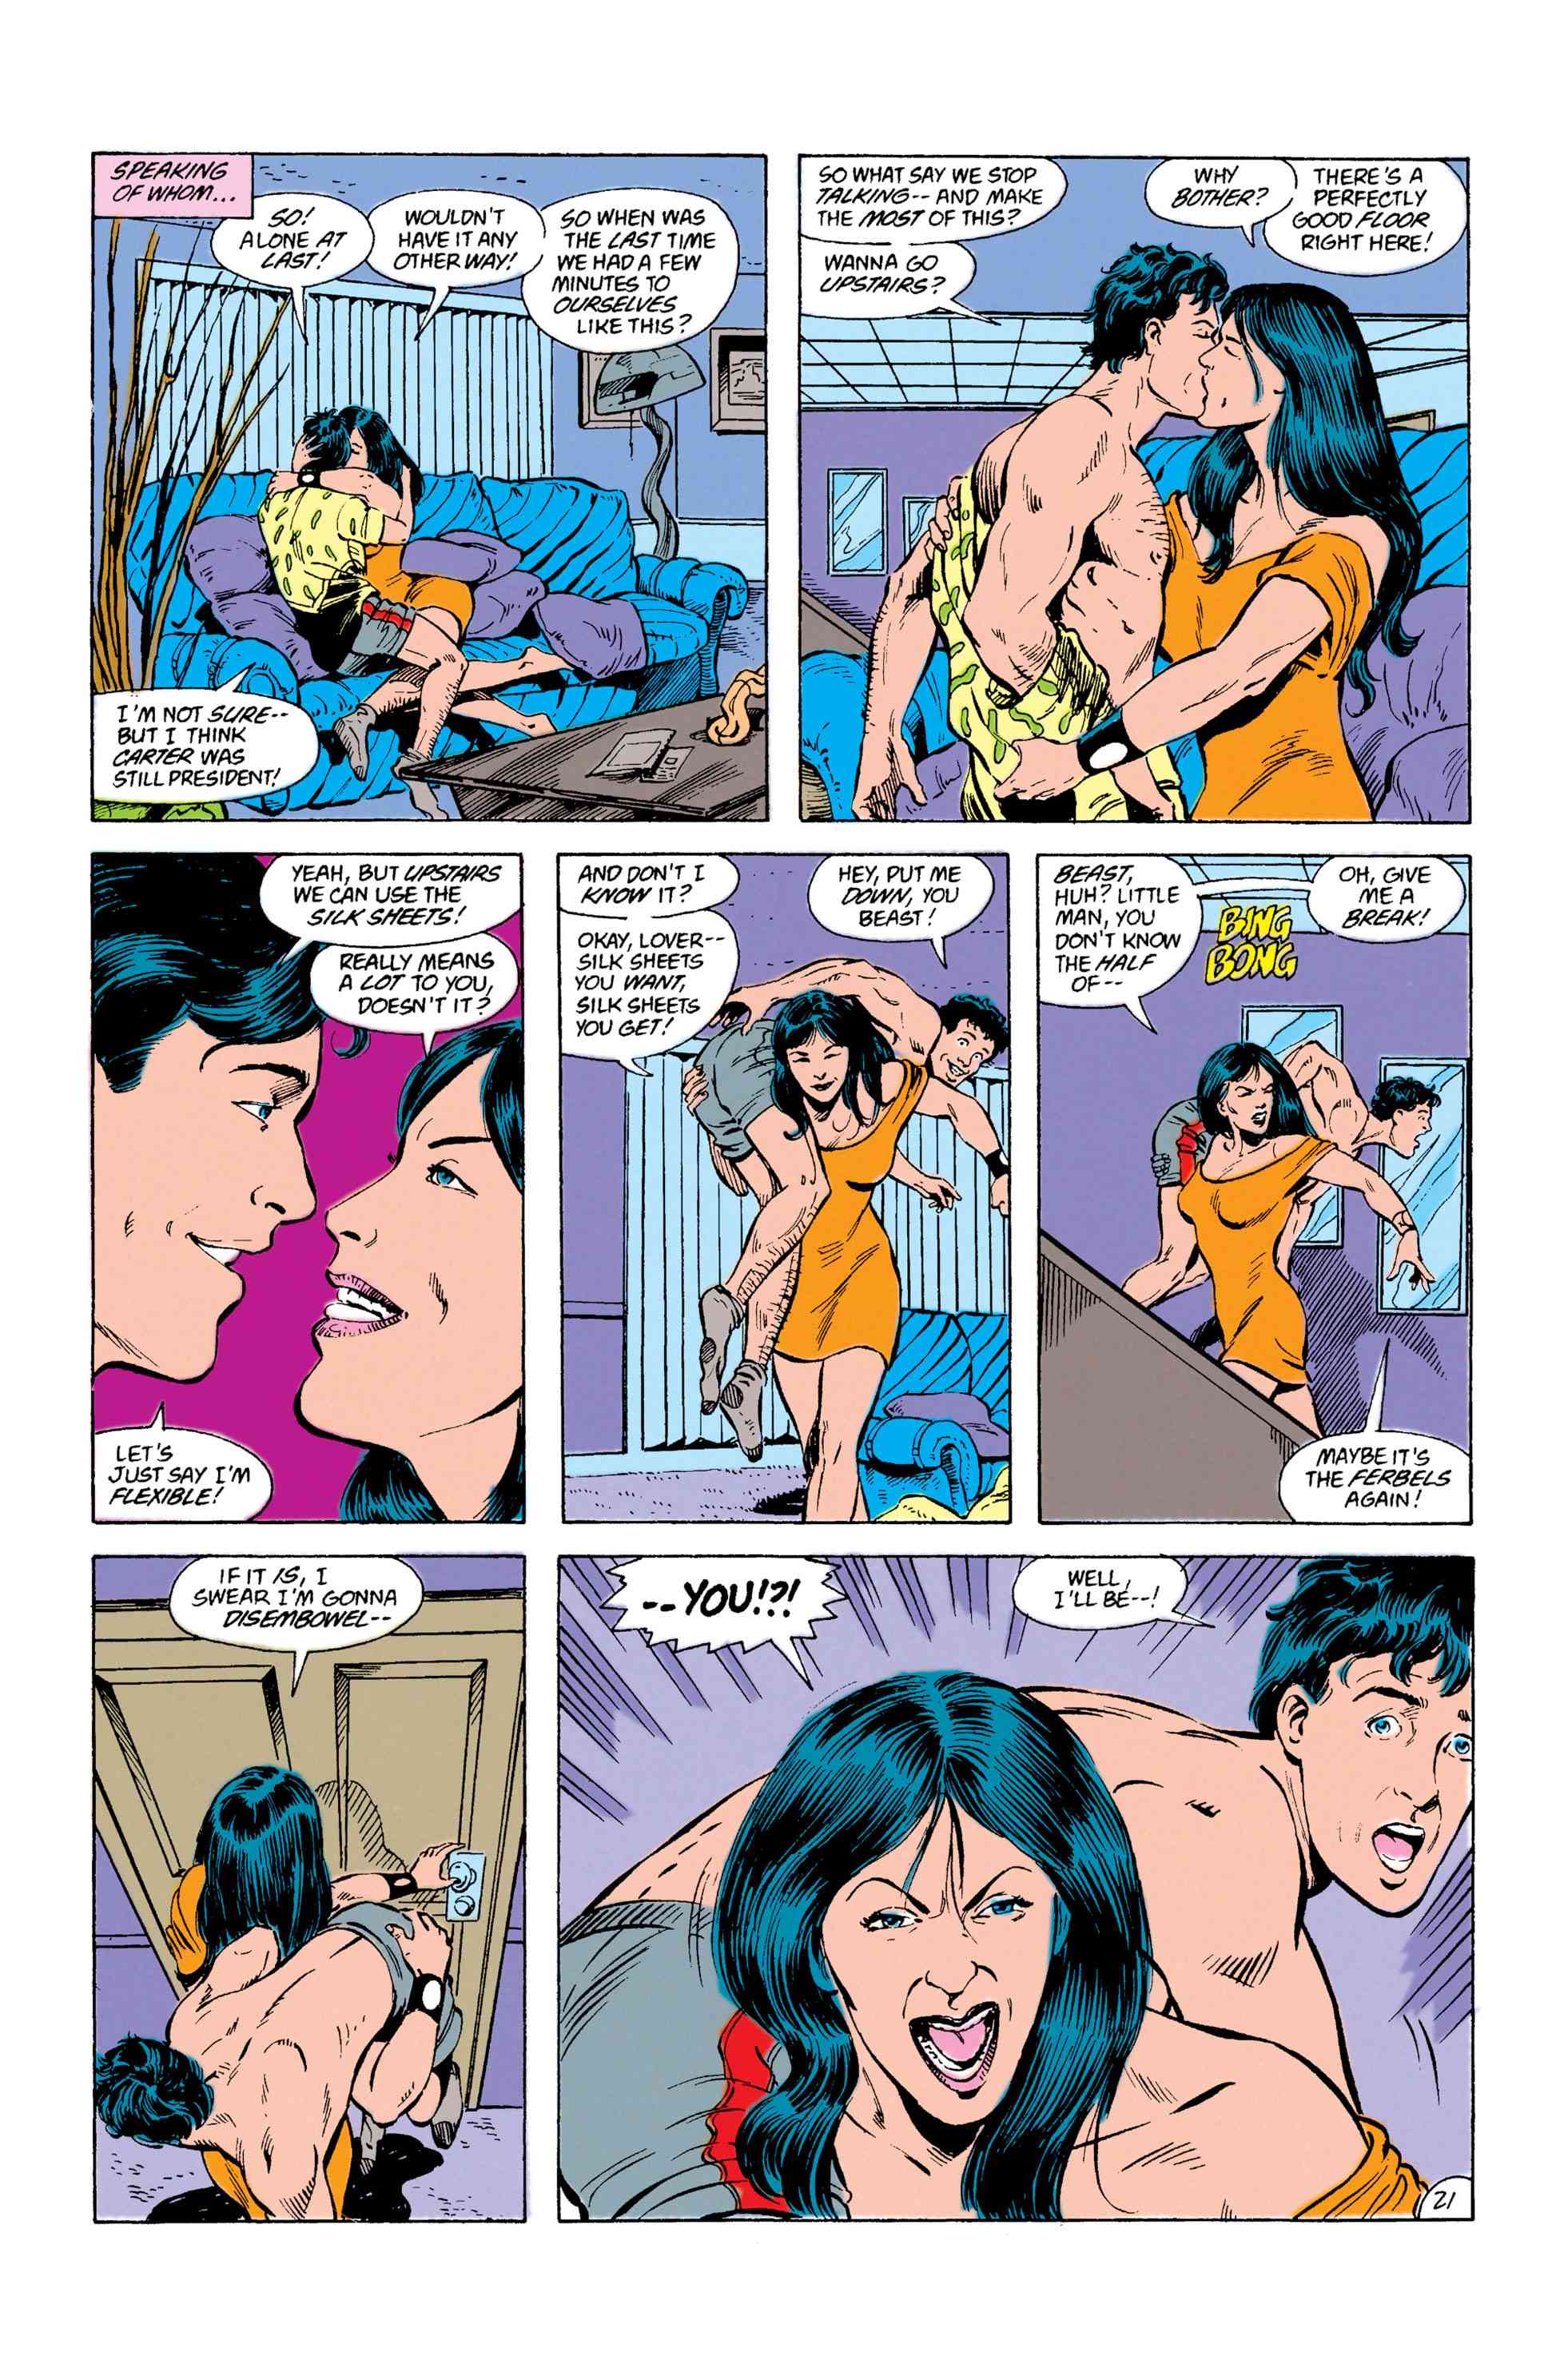 SPEAKING
OF WHOM...
SO!
ALONE AT
LAST!
WOULDN'T
HAVE IT ANY
OTHER WAY!
SO WHEN WAS
THE LAST TIME
WE HAD A FEW
MINUTES TO
OURSELVES
LIKE THIS?
I'M NOT SURE--
BUT I THINK
CARTER WAS
STILL PRESIDENT!
SO WHAT SAY WE STOP
TALKING-- AND MAKE
THE MOST OF THIS?
WANNA GO
UPSTAIRS?
WHY
BOTHER?
THERE'S A
PERFECTLY
GOOD FLOOR
RIGHT HERE!
YEAH, BUT UPSTAIRS
WE CAN USE THE
SILK SHEETS!
REALLY MEANS
A LOT TO YOU,
DOESN'T IT?
LET'S
JUST SAY I'M
FLEXIBLE!
AND DON'T I
KNOW IT?
OKAY, LOVER--
SILK SHEETS
YOU WANT,
SILK SHEETS
YOU GET!
HEY, PUT ME
DOWN, YOU
BEAST!
BEAST,
HUH? LITTLE
MAN, YOU
DON'T KNOW
THE HALF
OF--
BING
BONG
OH, GIVE
ME A
BREAK!
MAYBE IT'S
THE FERBELS
AGAIN!
IF IT IS, I
SWEAR I'M GONNA
DISEMBOWEL--
--YOU!?!
WELL,
I'LL BE--!
21